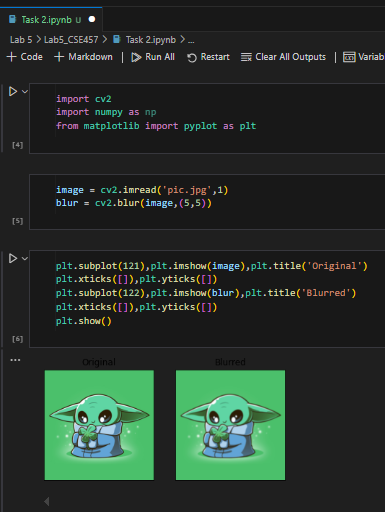 Task 2.ipynb U
Lab 5 > Lab5_CSE457 > Task 2.ipynb > ...
+ Code + Markdown | Run All Restart Clear All Outputs | Variab
import cv2
import numpy as np
from matplotlib import pyplot as plt
[4]
image = cv2.imread('pic.jpg',1)
blur = cv2.blur(image,(5,5))
[5]
plt.subplot(121),plt.imshow(image),plt.title('Original')
plt.xticks([]),plt.yticks([])
plt.subplot(122),plt.imshow(blur),plt.title('Blurred')
plt.xticks([]),plt.yticks([])
plt.show()
[6]
...
Original Blurred